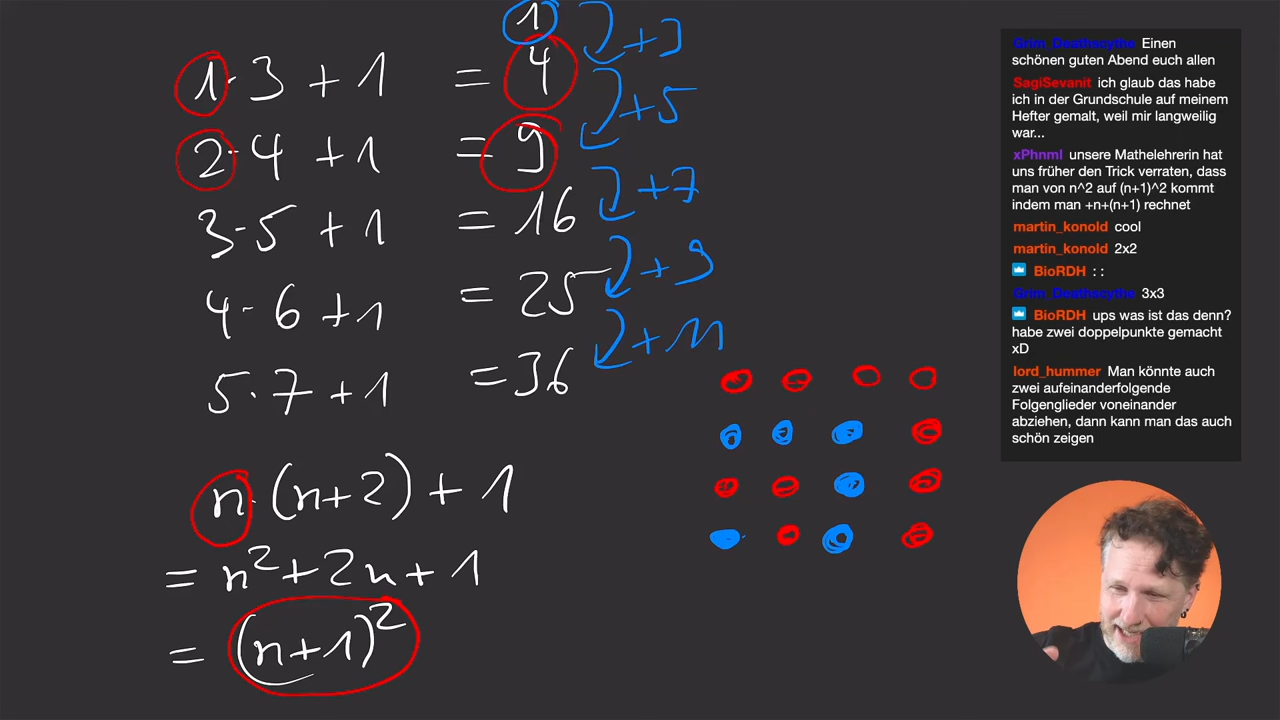 1
+3
1·3 + 1 = 4
+5
2·4 + 1 = 9
+7
3·5 + 1 = 16
+9
4·6 + 1 = 25
+11
5·7 + 1 = 36
n·(n+2) + 1
= n²+2n+1
= (n+1)²
Grim_Deathscythe Einen
schönen guten Abend euch allen
SagiSevanit ich glaub das habe
ich in der Grundschule auf meinem
Hefter gemalt, weil mir langweilig
war...
xPhnml unsere Mathelehrerin hat
uns früher den Trick verraten, dass
man von n^2 auf (n+1)^2 kommt
indem man +n+(n+1) rechnet
martin_konold cool
martin_konold 2x2
BioRDH : :
Grim_Deathscythe 3x3
BioRDH ups was ist das denn?
habe zwei doppelpunkte gemacht
xD
lord_hummer Man könnte auch
zwei aufeinanderfolgende
Folgenglieder voneinander
abziehen, dann kann man das auch
schön zeigen